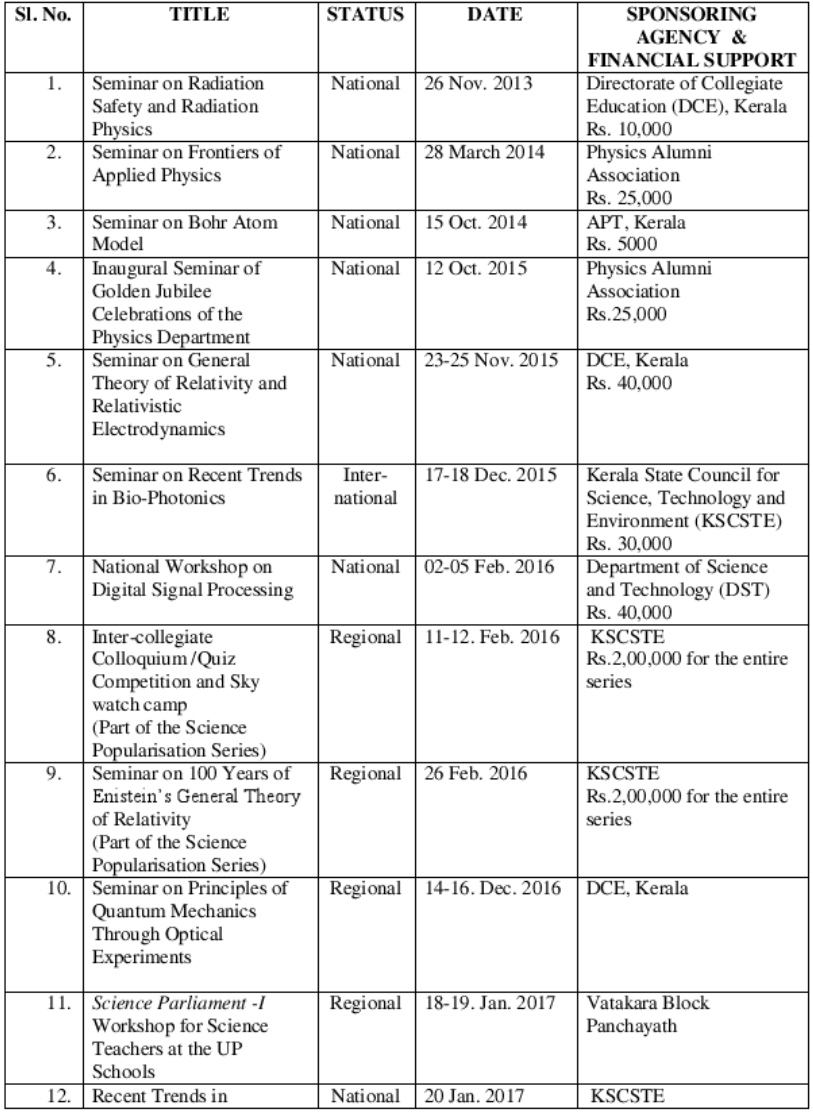 Sl. No. TITLE STATUS DATE SPONSORING
AGENCY &
FINANCIAL SUPPORT
1. Seminar on Radiation National 26 Nov. 2013 Directorate of Collegiate
Safety and Radiation Education (DCE), Kerala
Physics Rs. 10,000
2. Seminar on Frontiers of National 28 March 2014 Physics Alumni
Applied Physics Association
Rs. 25,000
3. Seminar on Bohr Atom National 15 Oct. 2014 APT, Kerala
Model Rs. 5000
4. Inaugural Seminar of National 12 Oct. 2015 Physics Alumni
Golden Jubilee Association
Celebrations of the Rs.25,000
Physics Department
5. Seminar on General National 23-25 Nov. 2015 DCE, Kerala
Theory of Relativity and Rs. 40,000
Relativistic
Electrodynamics
6. Seminar on Recent Trends Inter- 17-18 Dec. 2015 Kerala State Council for
in Bio-Photonics national Science, Technology and
Environment (KSCSTE)
Rs. 30,000
7. National Workshop on National 02-05 Feb. 2016 Department of Science
Digital Signal Processing and Technology (DST)
Rs. 40,000
8. Inter-collegiate Regional 11-12. Feb. 2016 KSCSTE
Colloquium/Quiz Rs.2,00,000 for the entire
Competition and Sky series
watch camp
(Part of the Science
Popularisation Series)
9. Seminar on 100 Years of Regional 26 Feb. 2016 KSCSTE
Enistein's General Theory Rs.2,00,000 for the entire
of Relativity series
(Part of the Science
Popularisation Series)
10. Seminar on Principles of Regional 14-16. Dec. 2016 DCE, Kerala
Quantum Mechanics
Through Optical
Experiments
11. Science Parliament -I Regional 18-19. Jan. 2017 Vatakara Block
Workshop for Science Panchayath
Teachers at the UP
Schools
12. Recent Trends in National 20 Jan. 2017 KSCSTE